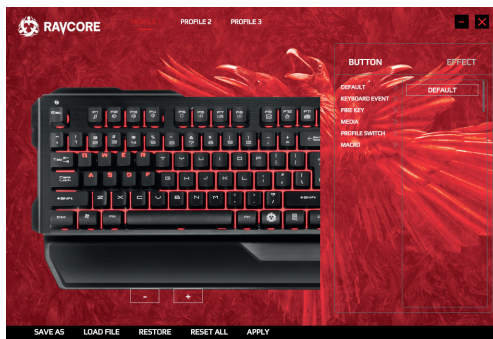 RAVCORE
PROFILE 2 PROFILE 3
BUTTON EFFECT
DEFAULT
KEYBOARD EVENT
FIRE KEY
MEDIA
PROFILE SWITCH
MACRO
DEFAULT
Q W E R T Y U I O P
A S D F G H J K L
Z X C V B N M
- +
SAVE AS LOAD FILE RESTORE RESET ALL APPLY